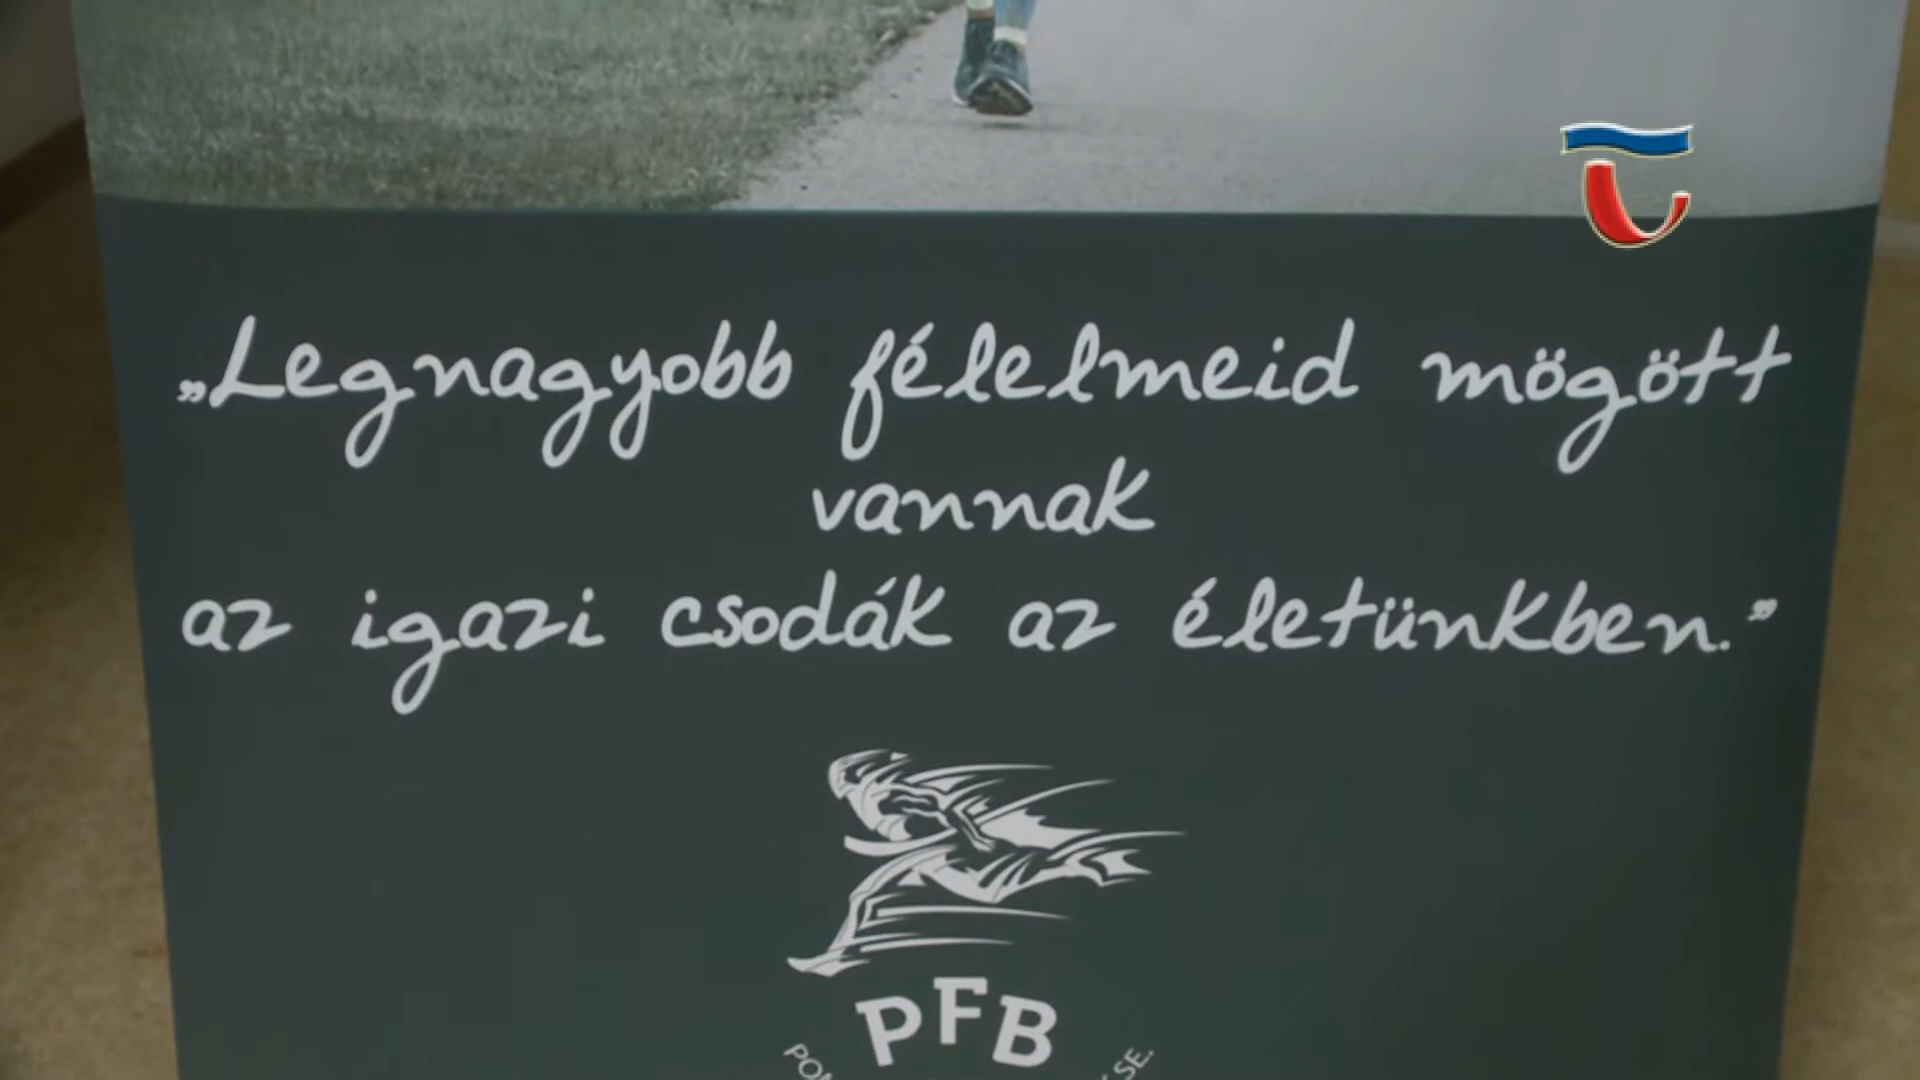 „Legnagyobb félelmeid mögött
vannak
az igazi csodák az életünkben.”
PFB